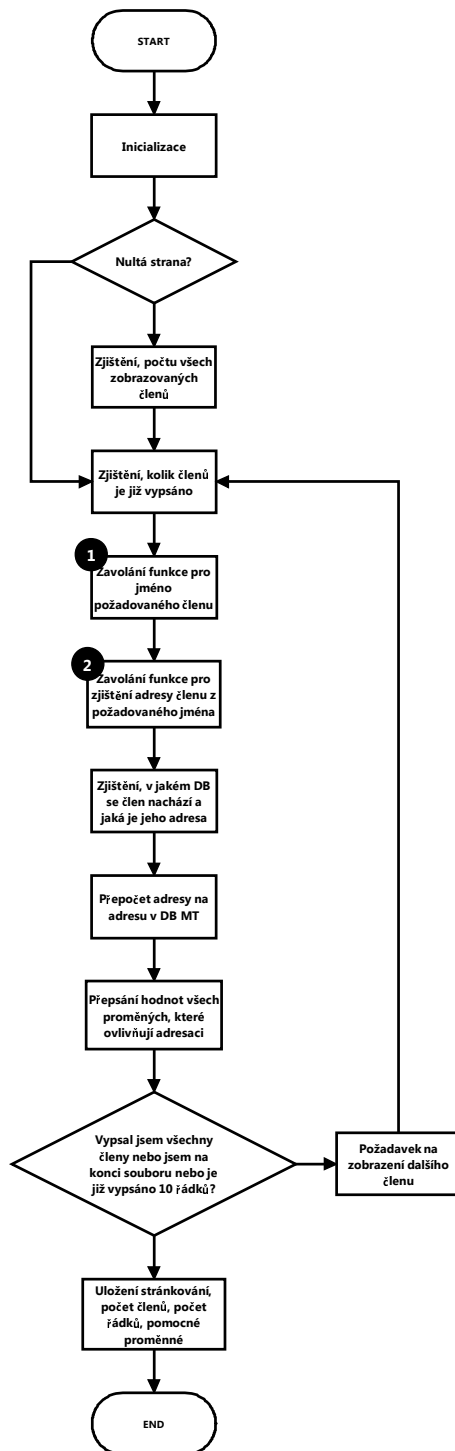 START
Inicializace
Nultá strana?
Zjištění, počtu všech
zobrazovaných
členů
Zjištění, kolik členů
je již vypsáno
1
Zavolání funkce pro
jméno
požadovaného členu
2
Zavolání funkce pro
zjištění adresy členu z
požadovaného jména
Zjištění, v jakém DB
se člen nachází a
jaká je jeho adresa
Přepočet adresy na
adresu v DB MT
Přepsání hodnot všech
proměných, které
ovlivňují adresaci
Vypsal jsem všechny
členy nebo jsem na
konci souboru nebo je
již vypsáno 10 řádků?
Požadavek na
zobrazení dalšího
členu
Uložení stránkování,
počet členů, počet
řádků, pomocné
proměnné
END